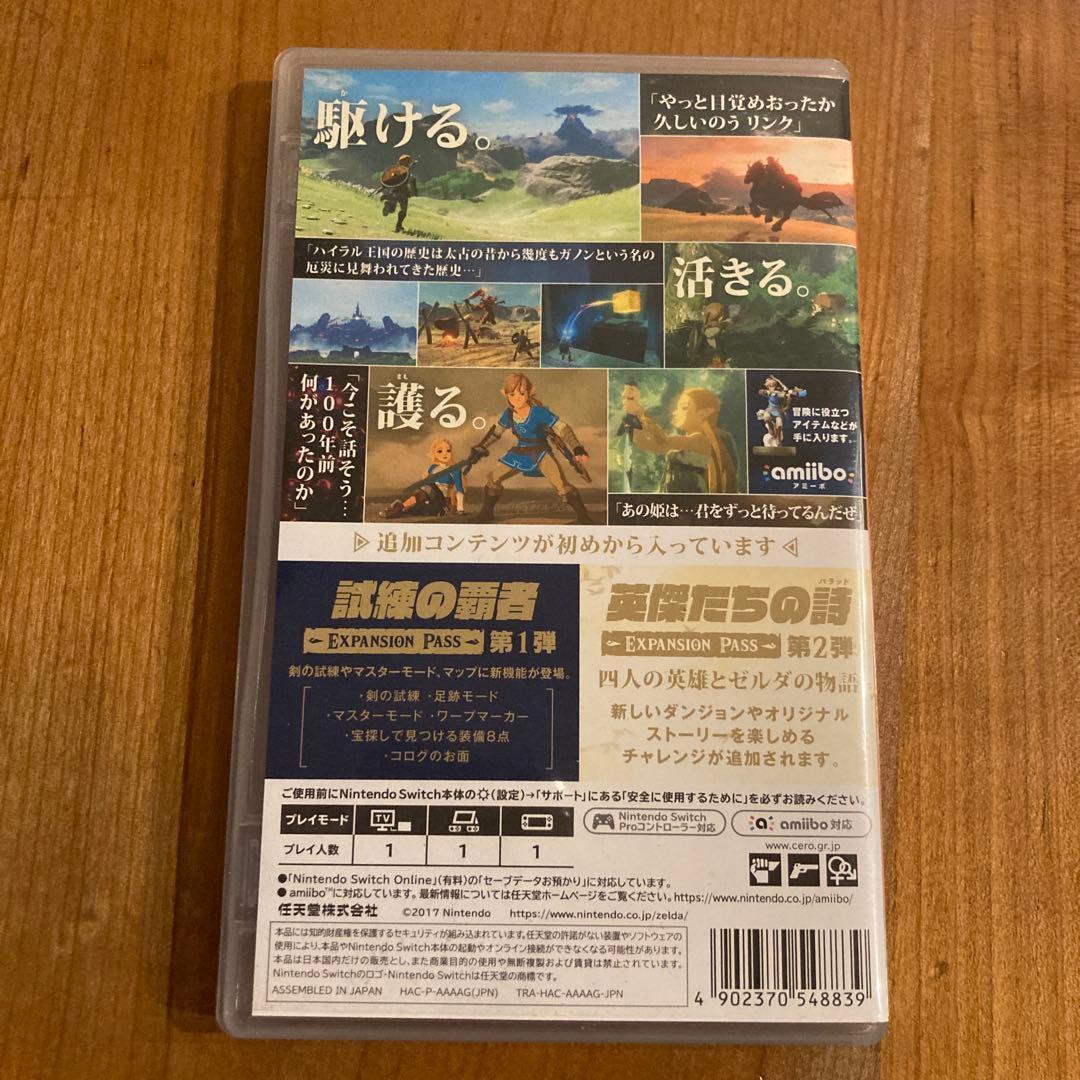 か
駆ける。
「やっと目覚めおったか
久しいのう リンク」
「ハイラル王国の歴史は太古の昔から幾度もガノンという名の
厄災に見舞われてきた歴史…」
活きる。
「今こそ話そう…
100年前
何があったのか」
まも
護る。
冒険に役立つ
アイテムなどが
手に入ります。
amiibo
アミーボ
「あの姫は…君をずっと待ってるんだぜ」
追加コンテンツが初めから入っています
試練の覇者
EXPANSION PASS 第1弾
剣の試練やマスターモード、マップに新機能が登場。
・剣の試練 ・足跡モード
・マスターモード ・ワープマーカー
・宝探しで見つける装備8点
・コログのお面
バラッド
英傑たちの詩
EXPANSION PASS 第2弾
四人の英雄とゼルダの物語
新しいダンジョンやオリジナル
ストーリーを楽しめる
チャレンジが追加されます。
ご使用前にNintendo Switch本体の(設定)→「サポート」にある「安全に使用するために」を必ずお読みください。
プレイモード TV
プレイ人数 1 1 1
Nintendo Switch
Proコントローラー対応
amiibo 対応
www.cero.gr.jp
●「Nintendo Switch Online」(有料)の「セーブデータお預かり」に対応しています。
●amiibo™に対応しています。最新情報については任天堂ホームページをご覧ください。https://www.nintendo.co.jp/amiibo/
任天堂株式会社 ©2017 Nintendo https://www.nintendo.co.jp/zelda/
本品には知的財産権を保護するセキュリティが組み込まれています。任天堂の許諾がない装置やソフトウェアの
使用により、本品やNintendo Switch本体の起動やオンライン接続ができなくなる可能性があります。
本品は日本国内だけの販売とし、また商業目的の使用や無断複製および賃貸は禁止されています。
Nintendo Switchのロゴ・Nintendo Switchは任天堂の商標です。
ASSEMBLED IN JAPAN HAC-P-AAAAG(JPN) TRA-HAC-AAAAG-JPN
4 902370 548839